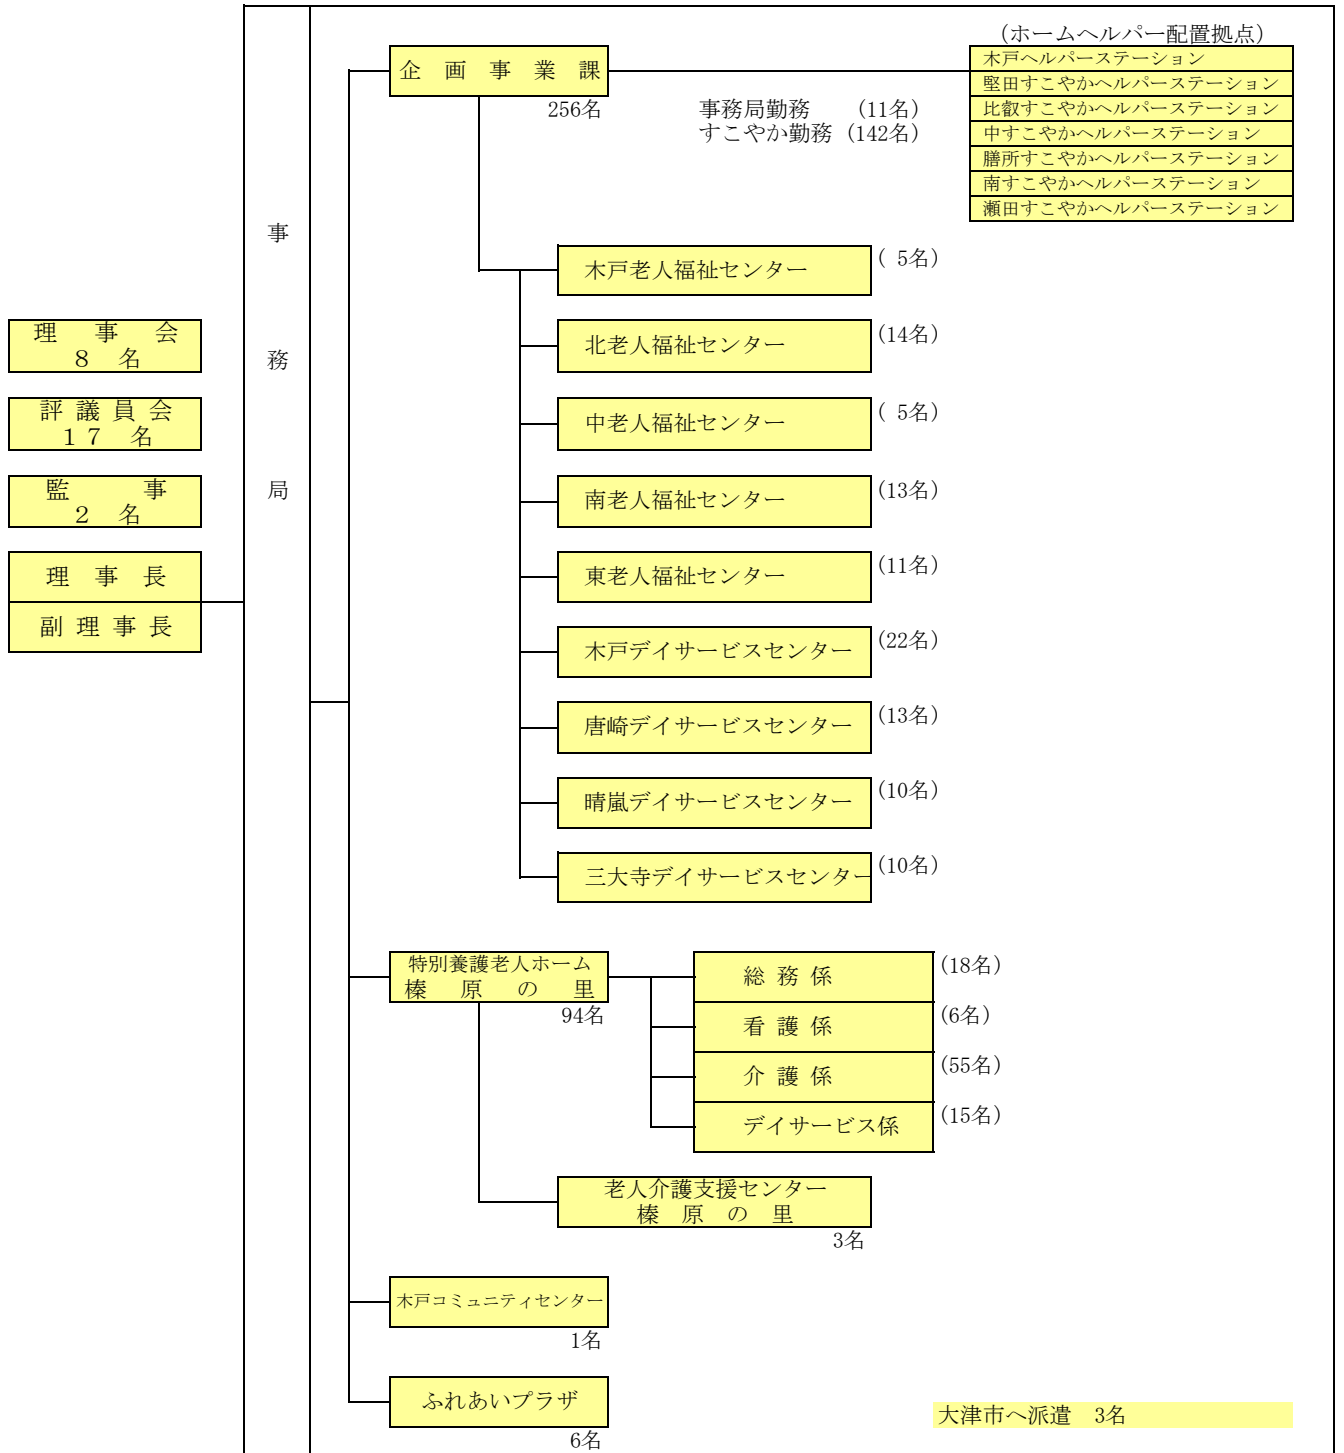 理　事　会
８　名
評 議 員 会
１７　名
監　　　事
２　名
理　事　長
副 理 事 長
事
務
局
企　画　事　業　課
256名
事務局勤務　　(11名)
すこやか勤務 (142名)
(ホームヘルパー配置拠点)
木戸ヘルパーステーション
堅田すこやかヘルパーステーション
比叡すこやかヘルパーステーション
中すこやかヘルパーステーション
膳所すこやかヘルパーステーション
南すこやかヘルパーステーション
瀬田すこやかヘルパーステーション
木戸老人福祉センター
( 5名)
北老人福祉センター
(14名)
中老人福祉センター
( 5名)
南老人福祉センター
(13名)
東老人福祉センター
(11名)
木戸デイサービスセンター
(22名)
唐崎デイサービスセンター
(13名)
晴嵐デイサービスセンター
(10名)
三大寺デイサービスセンター
(10名)
特別養護老人ホーム
榛　原　の　里
94名
総 務 係
(18名)
看 護 係
(6名)
介 護 係
(55名)
デイサービス係
(15名)
老人介護支援センター
榛　原　の　里
3名
木戸コミュニティセンター
1名
ふれあいプラザ
6名
大津市へ派遣　3名